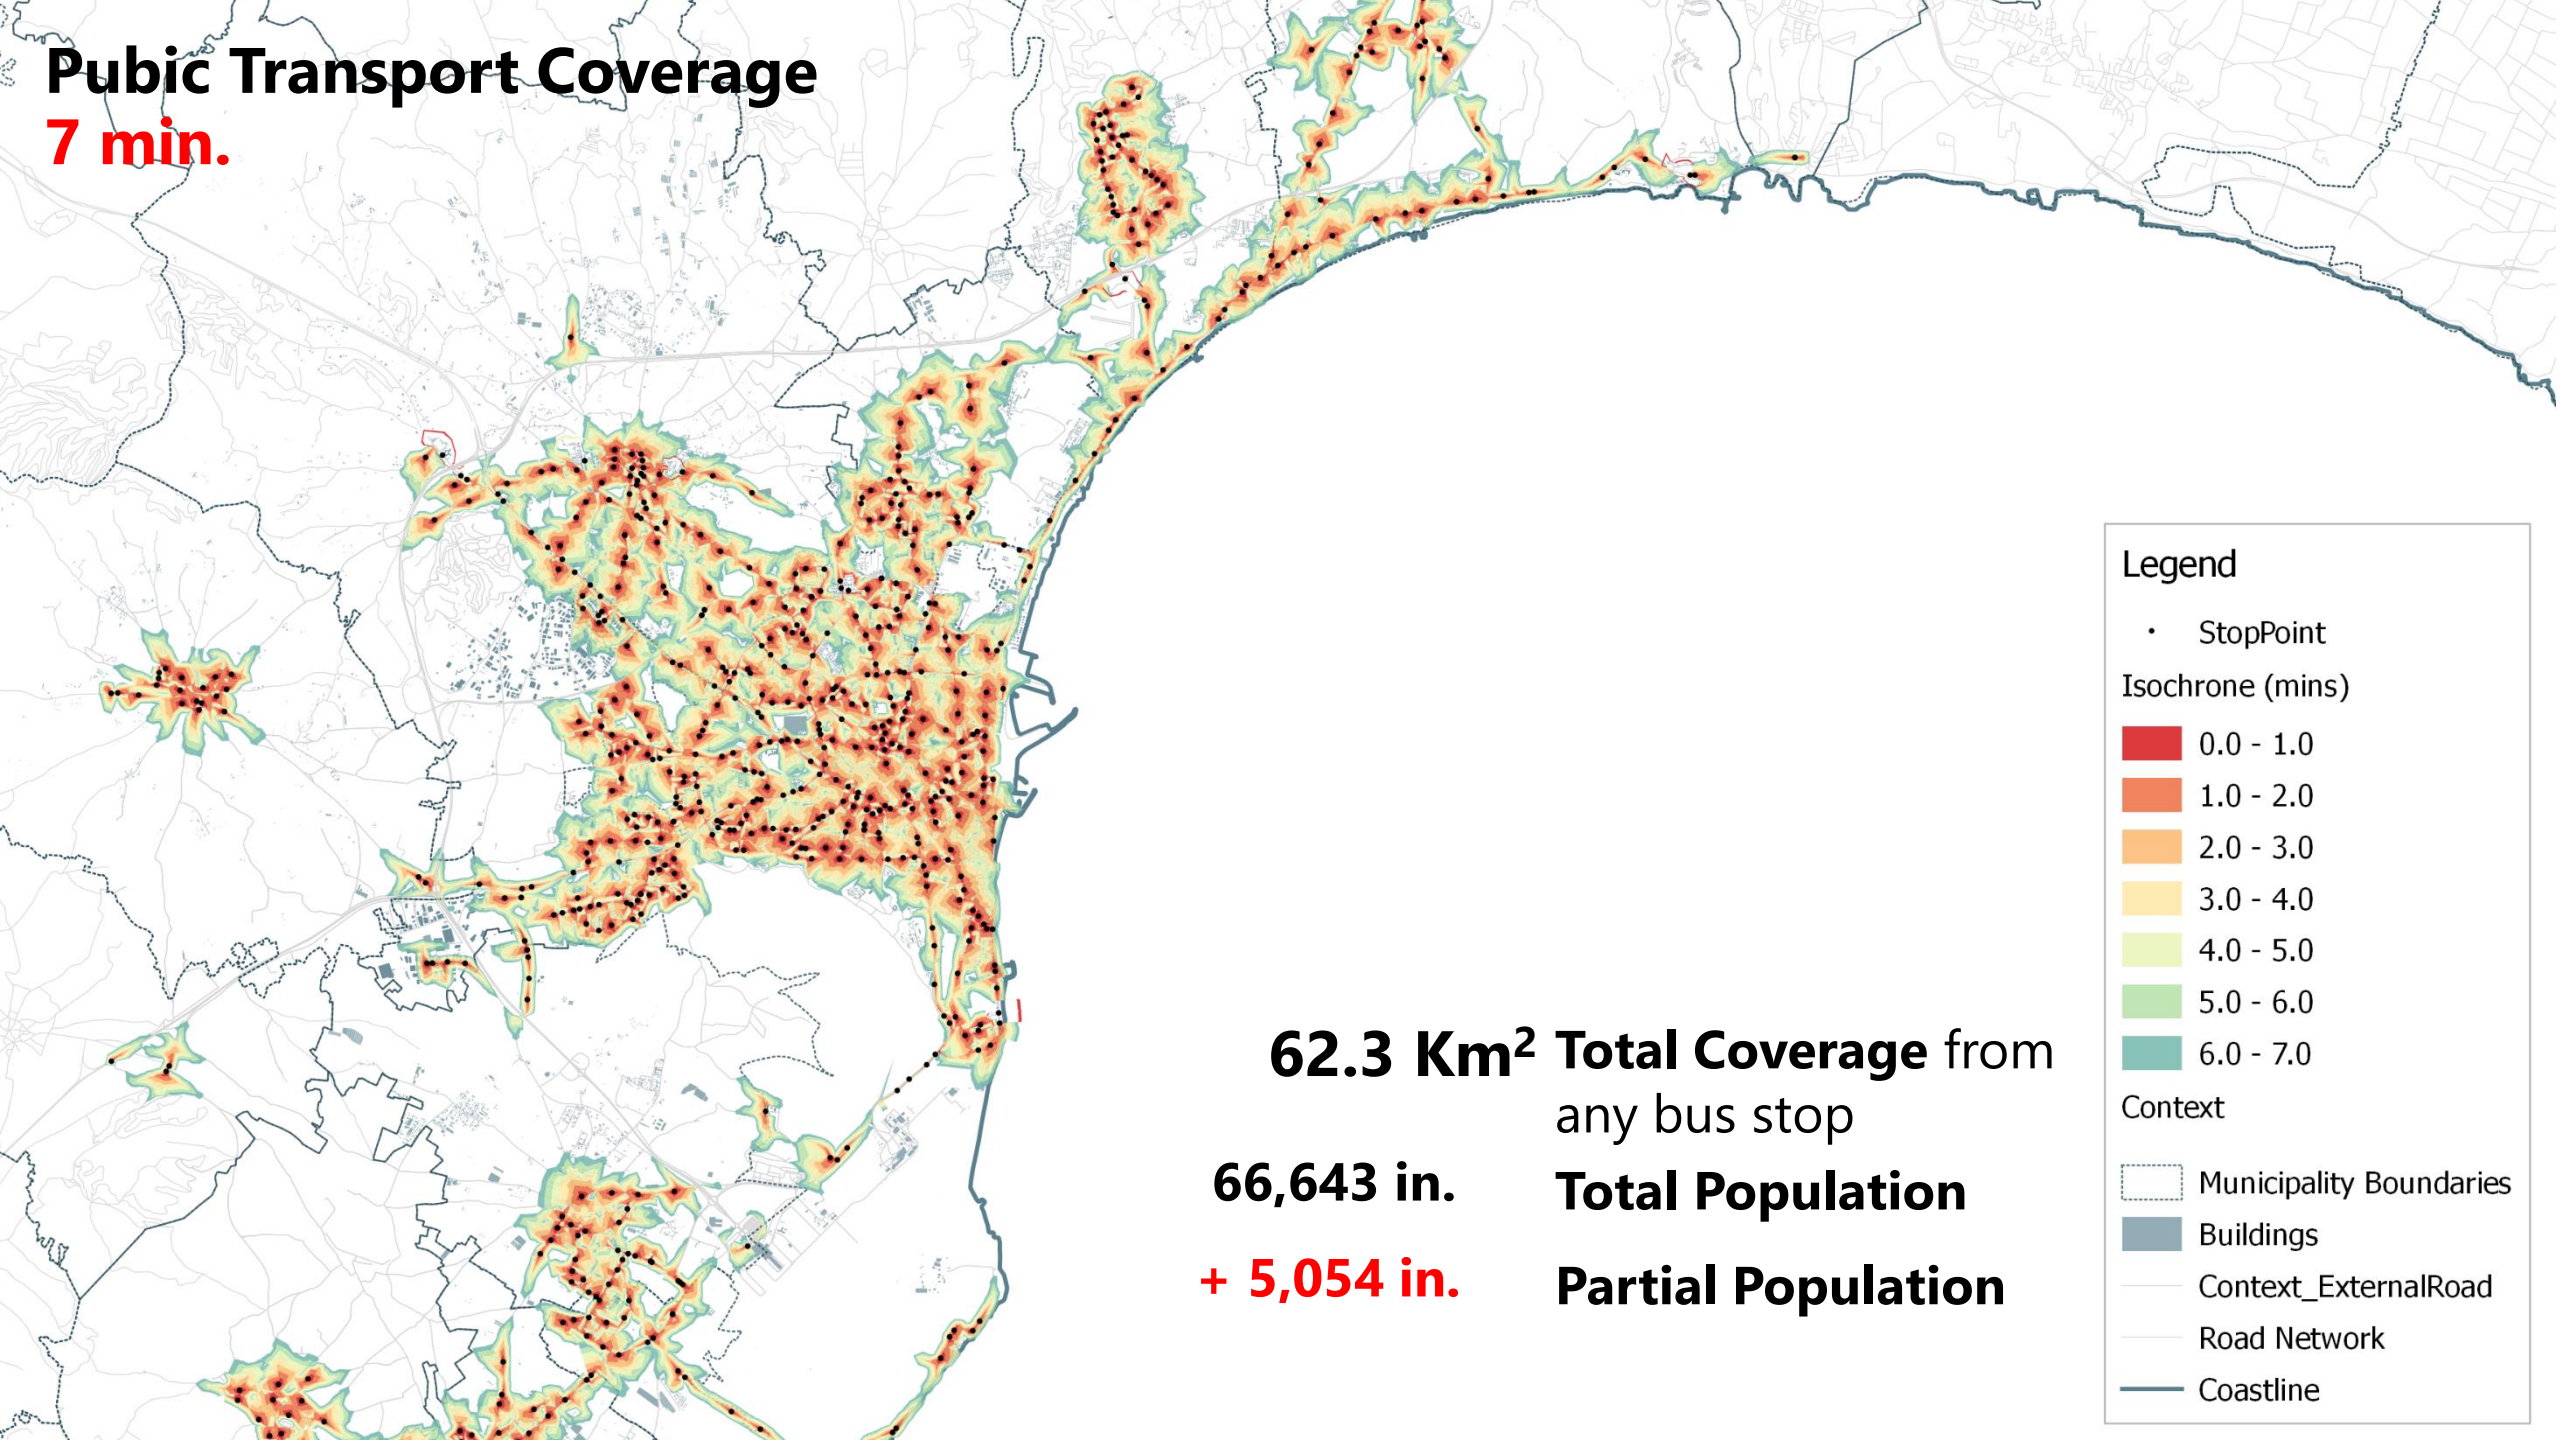 Pubic Transport Coverage
7 min.
62.3 Km² Total Coverage from
any bus stop
66,643 in. Total Population
+ 5,054 in. Partial Population
Legend
StopPoint
Isochrone (mins)
0.0 - 1.0
1.0 - 2.0
2.0 - 3.0
3.0 - 4.0
4.0 - 5.0
5.0 - 6.0
6.0 - 7.0
Context
Municipality Boundaries
Buildings
Context_ExternalRoad
Road Network
Coastline